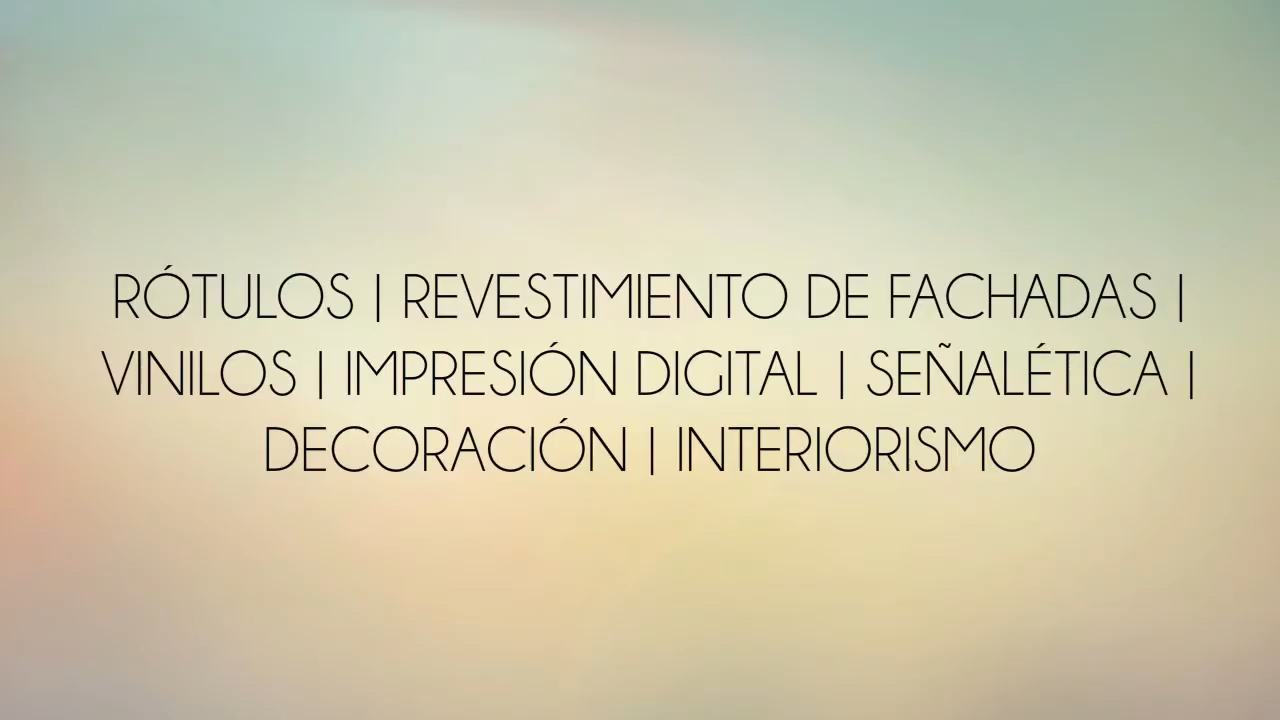 RÓTULOS | REVESTIMIENTO DE FACHADAS |
VINILOS | IMPRESIÓN DIGITAL | SEÑALÉTICA |
DECORACIÓN | INTERIORISMO